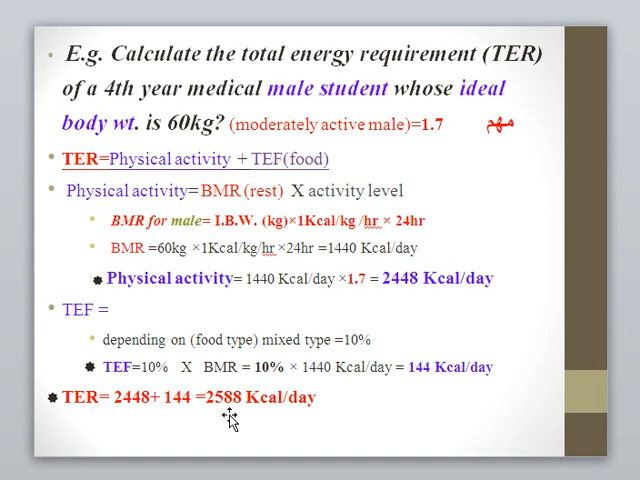 E.g. Calculate the total energy requirement (TER)
of a 4th year medical male student whose ideal
body wt. is 60kg? (moderately active male)=1.7 مهم
TER=Physical activity + TEF(food)
Physical activity= BMR (rest) X activity level
BMR for male= I.B.W. (kg)×1Kcal/kg /hr × 24hr
BMR =60kg ×1Kcal/kg/hr×24hr =1440 Kcal/day
Physical activity= 1440 Kcal/day ×1.7 = 2448 Kcal/day
TEF =
depending on (food type) mixed type =10%
TEF=10% X BMR = 10% × 1440 Kcal/day = 144 Kcal/day
TER= 2448+ 144 =2588 Kcal/day